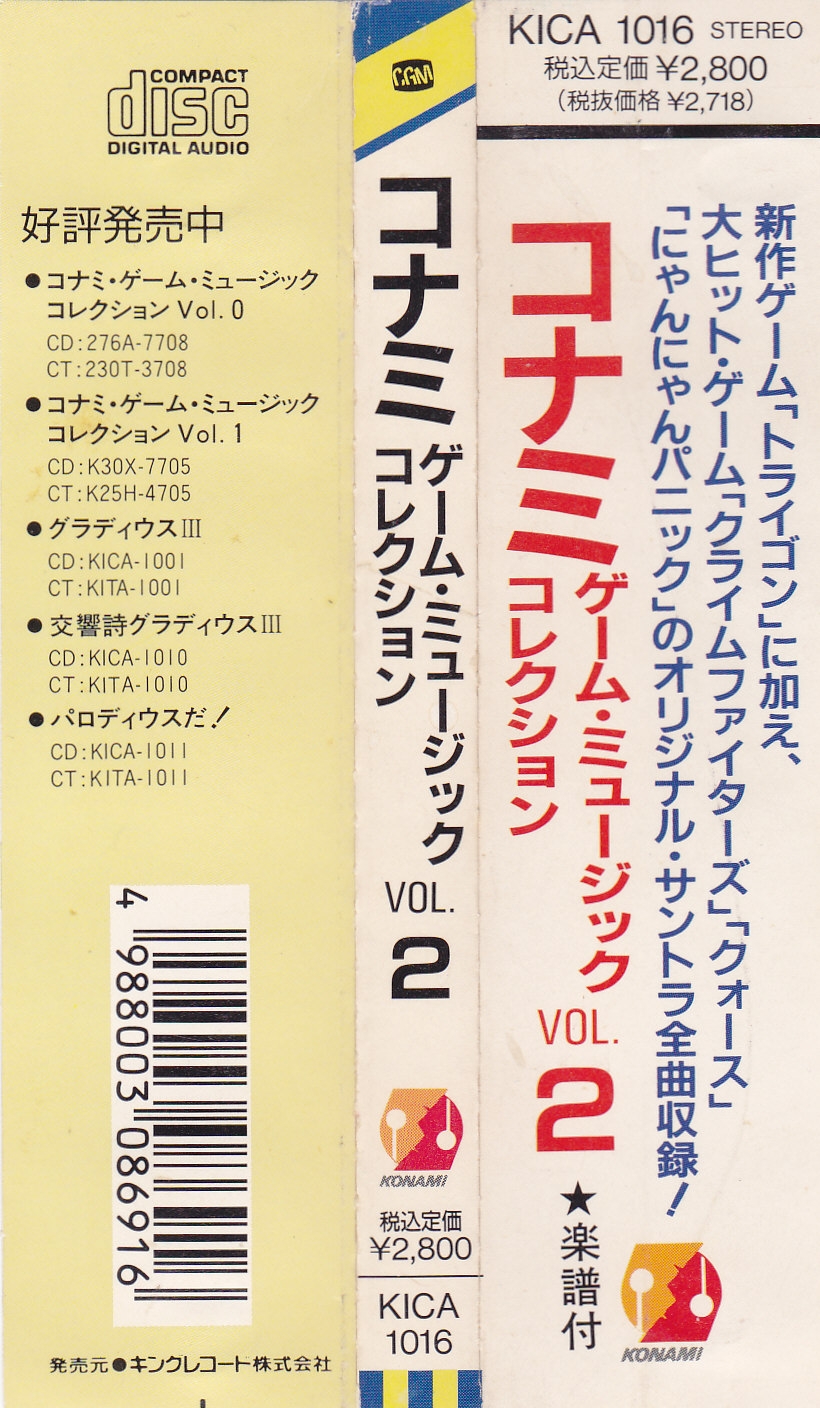 COMPACT
disc
DIGITAL AUDIO
好評発売中
●コナミ・ゲーム・ミュージック
コレクション Vol. 0
CD:276A-7708
CT:230T-3708
●コナミ・ゲーム・ミュージック
コレクション Vol. 1
CD:K30X-7705
CT:K25H-4705
●グラディウスIII
CD:KICA-1001
CT:KITA-1001
●交響詩グラディウスIII
CD:KICA-1010
CT:KITA-1010
●パロディウスだ!
CD:KICA-1011
CT:KITA-1011
4 988003 086916
発売元●キングレコード株式会社
CGM
コナミ
ゲーム・ミュージック
コレクション
VOL.
2
KONAMI
税込定価
¥2,800
KICA
1016
KICA 1016 STEREO
税込定価¥2,800
(税抜価格¥2,718)
新作ゲーム「トライゴン」に加え、
大ヒット・ゲーム「クライムファイターズ」「クォース」
「にゃんにゃんパニック」のオリジナル・サントラ全曲収録!
コナミ
ゲーム・ミュージック
コレクション
VOL.
2
★楽譜付
KONAMI